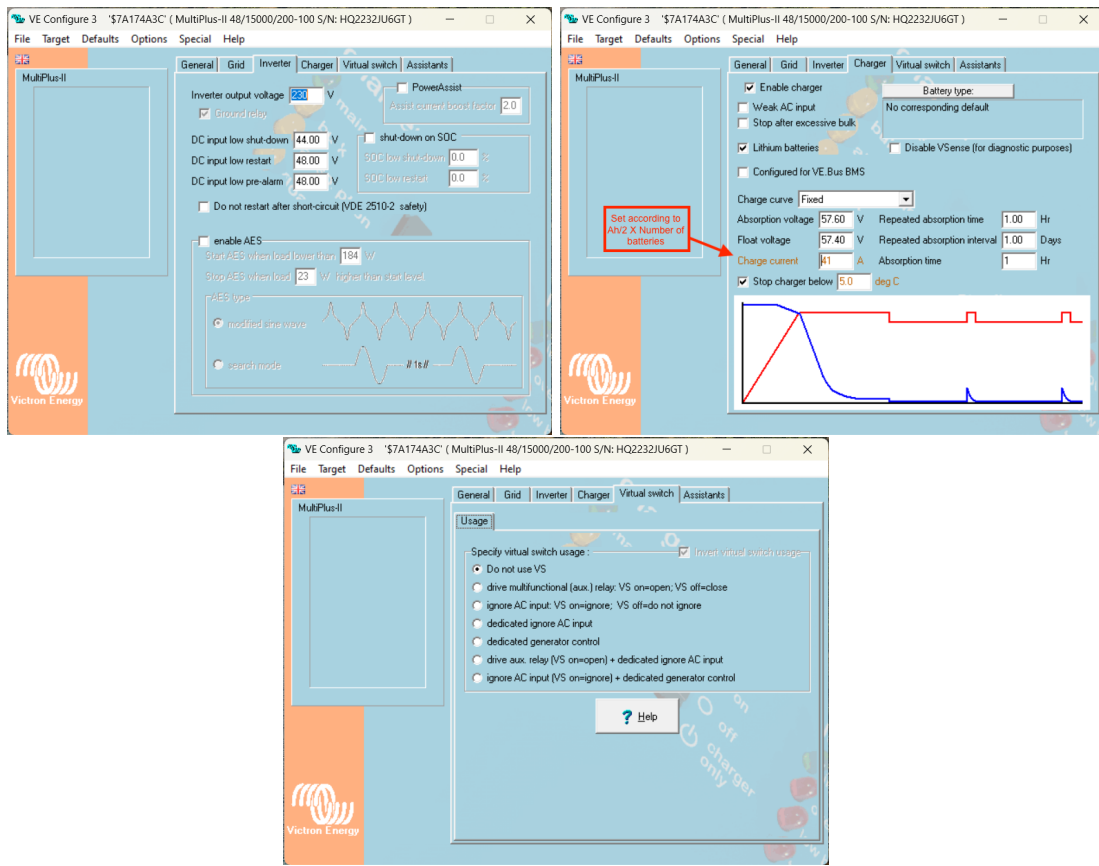 VE Configure 3 '$7A174A3C' ( MultiPlus-II 48/15000/200-100 S/N: HQ2232JU6GT )
File Target Defaults Options Special Help
MultiPlus-II
General Grid Inverter Charger Virtual switch Assistants
Inverter output voltage 230 V
Ground relay
PowerAssist
Assist current boost factor 2.0
DC input low shut-down 44.00 V
DC input low restart 48.00 V
DC input low pre-alarm 48.00 V
shut-down on SOC
SOC low shut-down 0.0 %
SOC low restart 0.0 %
Do not restart after short-circuit (VDE 2510-2 safety)
enable AES
Start AES when load lower than 184 W
Stop AES when load 23 W higher than start level.
AES type
modified sine wave
search mode
// 1s //
Victron Energy
VE Configure 3 '$7A174A3C' ( MultiPlus-II 48/15000/200-100 S/N: HQ2232JU6GT )
File Target Defaults Options Special Help
MultiPlus-II
General Grid Inverter Charger Virtual switch Assistants
Enable charger
Weak AC input
Stop after excessive bulk
Battery type:
No corresponding default
Lithium batteries
Disable VSense (for diagnostic purposes)
Configured for VE.Bus BMS
Charge curve Fixed
Set according to
Ah/2 X Number of
batteries
Absorption voltage 57.60 V Repeated absorption time 1.00 Hr
Float voltage 57.40 V Repeated absorption interval 1.00 Days
Charge current 41 A Absorption time 1 Hr
Stop charger below 5.0 deg C
Victron Energy
VE Configure 3 '$7A174A3C' ( MultiPlus-II 48/15000/200-100 S/N: HQ2232JU6GT )
File Target Defaults Options Special Help
MultiPlus-II
General Grid Inverter Charger Virtual switch Assistants
Usage
Specify virtual switch usage :
Invert virtual switch usage
Do not use VS
drive multifunctional (aux.) relay: VS on=open; VS off=close
ignore AC input: VS on=ignore; VS off=do not ignore
dedicated ignore AC input
dedicated generator control
drive aux. relay (VS on=open) + dedicated ignore AC input
ignore AC input (VS on=ignore) + dedicated generator control
? Help
on
off
charger
only
Victron Energy